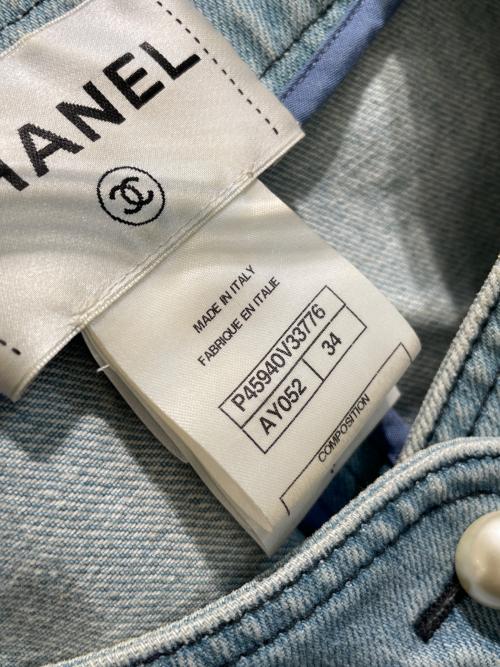 HANEL
MADE IN ITALY
FABRIQUE EN ITALIE
P45940V33776
AY052 34
COMPOSITION